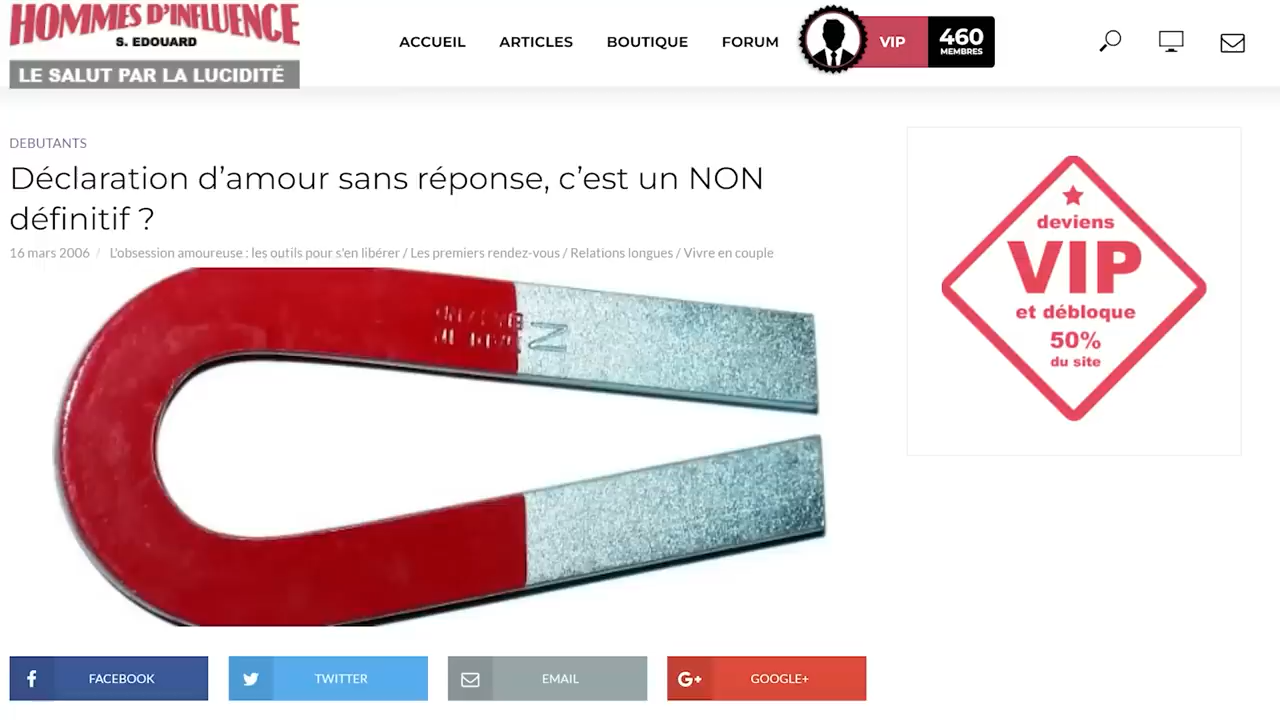 HOMMES D'INFLUENCE
S. EDOUARD
LE SALUT PAR LA LUCIDITÉ
ACCUEIL
ARTICLES
BOUTIQUE
FORUM
VIP
460
MEMBRES
DEBUTANTS
Déclaration d’amour sans réponse, c’est un NON
définitif ?
16 mars 2006 / L'obsession amoureuse : les outils pour s'en libérer / Les premiers rendez-vous / Relations longues / Vivre en couple
N
deviens
VIP
et débloque
50%
du site
FACEBOOK
TWITTER
EMAIL
GOOGLE+